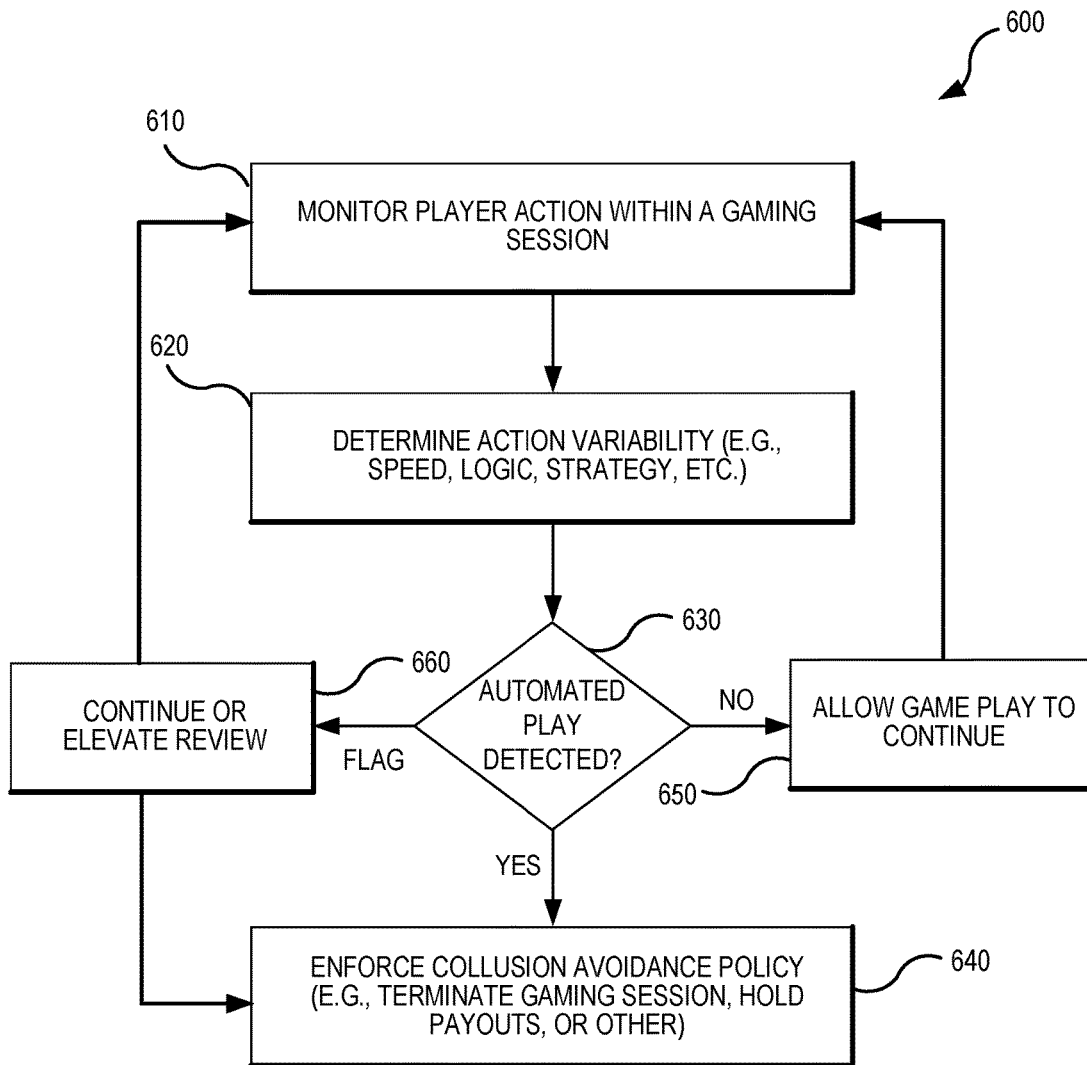 600
610
MONITOR PLAYER ACTION WITHIN A GAMING
SESSION
620
DETERMINE ACTION VARIABILITY (E.G.,
SPEED, LOGIC, STRATEGY, ETC.)
630
660
AUTOMATED
PLAY
DETECTED?
CONTINUE OR
ELEVATE REVIEW
FLAG
NO
ALLOW GAME PLAY TO
CONTINUE
650
YES
ENFORCE COLLUSION AVOIDANCE POLICY
(E.G., TERMINATE GAMING SESSION, HOLD
PAYOUTS, OR OTHER)
640